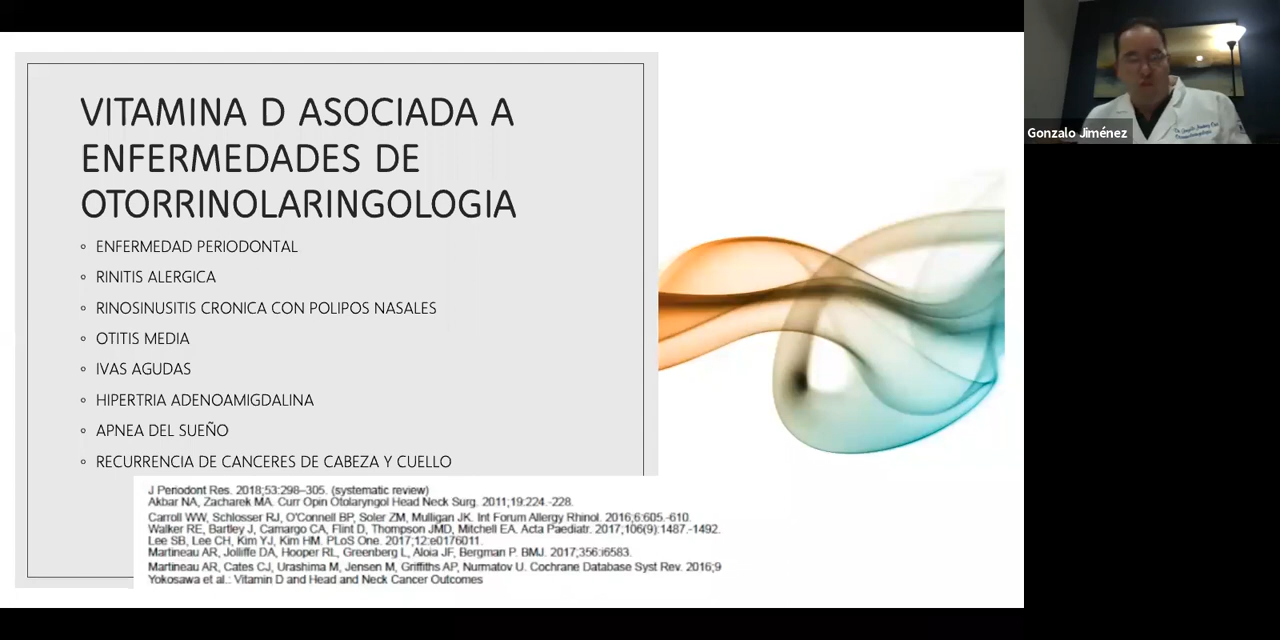 VITAMINA D ASOCIADA A
ENFERMEDADES DE
OTORRINOLARINGOLOGIA
◦ ENFERMEDAD PERIODONTAL
◦ RINITIS ALERGICA
◦ RINOSINUSITIS CRONICA CON POLIPOS NASALES
◦ OTITIS MEDIA
◦ IVAS AGUDAS
◦ HIPERTRIA ADENOAMIGDALINA
◦ APNEA DEL SUEÑO
◦ RECURRENCIA DE CANCERES DE CABEZA Y CUELLO
J Periodont Res. 2018;53:298–305. (systematic review)
Akbar NA, Zacharek MA. Curr Opin Otolaryngol Head Neck Surg. 2011;19:224.-228.
Carroll WW, Schlosser RJ, O'Connell BP, Soler ZM, Mulligan JK. Int Forum Allergy Rhinol. 2016;6:605.-610.
Walker RE, Bartley J, Camargo CA, Flint D, Thompson JMD, Mitchell EA. Acta Paediatr. 2017;106(9):1487.-1492.
Lee SB, Lee CH, Kim YJ, Kim HM. PLoS One. 2017;12:e0176011.
Martineau AR, Jolliffe DA, Hooper RL, Greenberg L, Aloia JF, Bergman P. BMJ. 2017;356:i6583.
Martineau AR, Cates CJ, Urashima M, Jensen M, Griffiths AP, Nurmatov U. Cochrane Database Syst Rev. 2016;9
Yokosawa et al.: Vitamin D and Head and Neck Cancer Outcomes
Gonzalo Jiménez